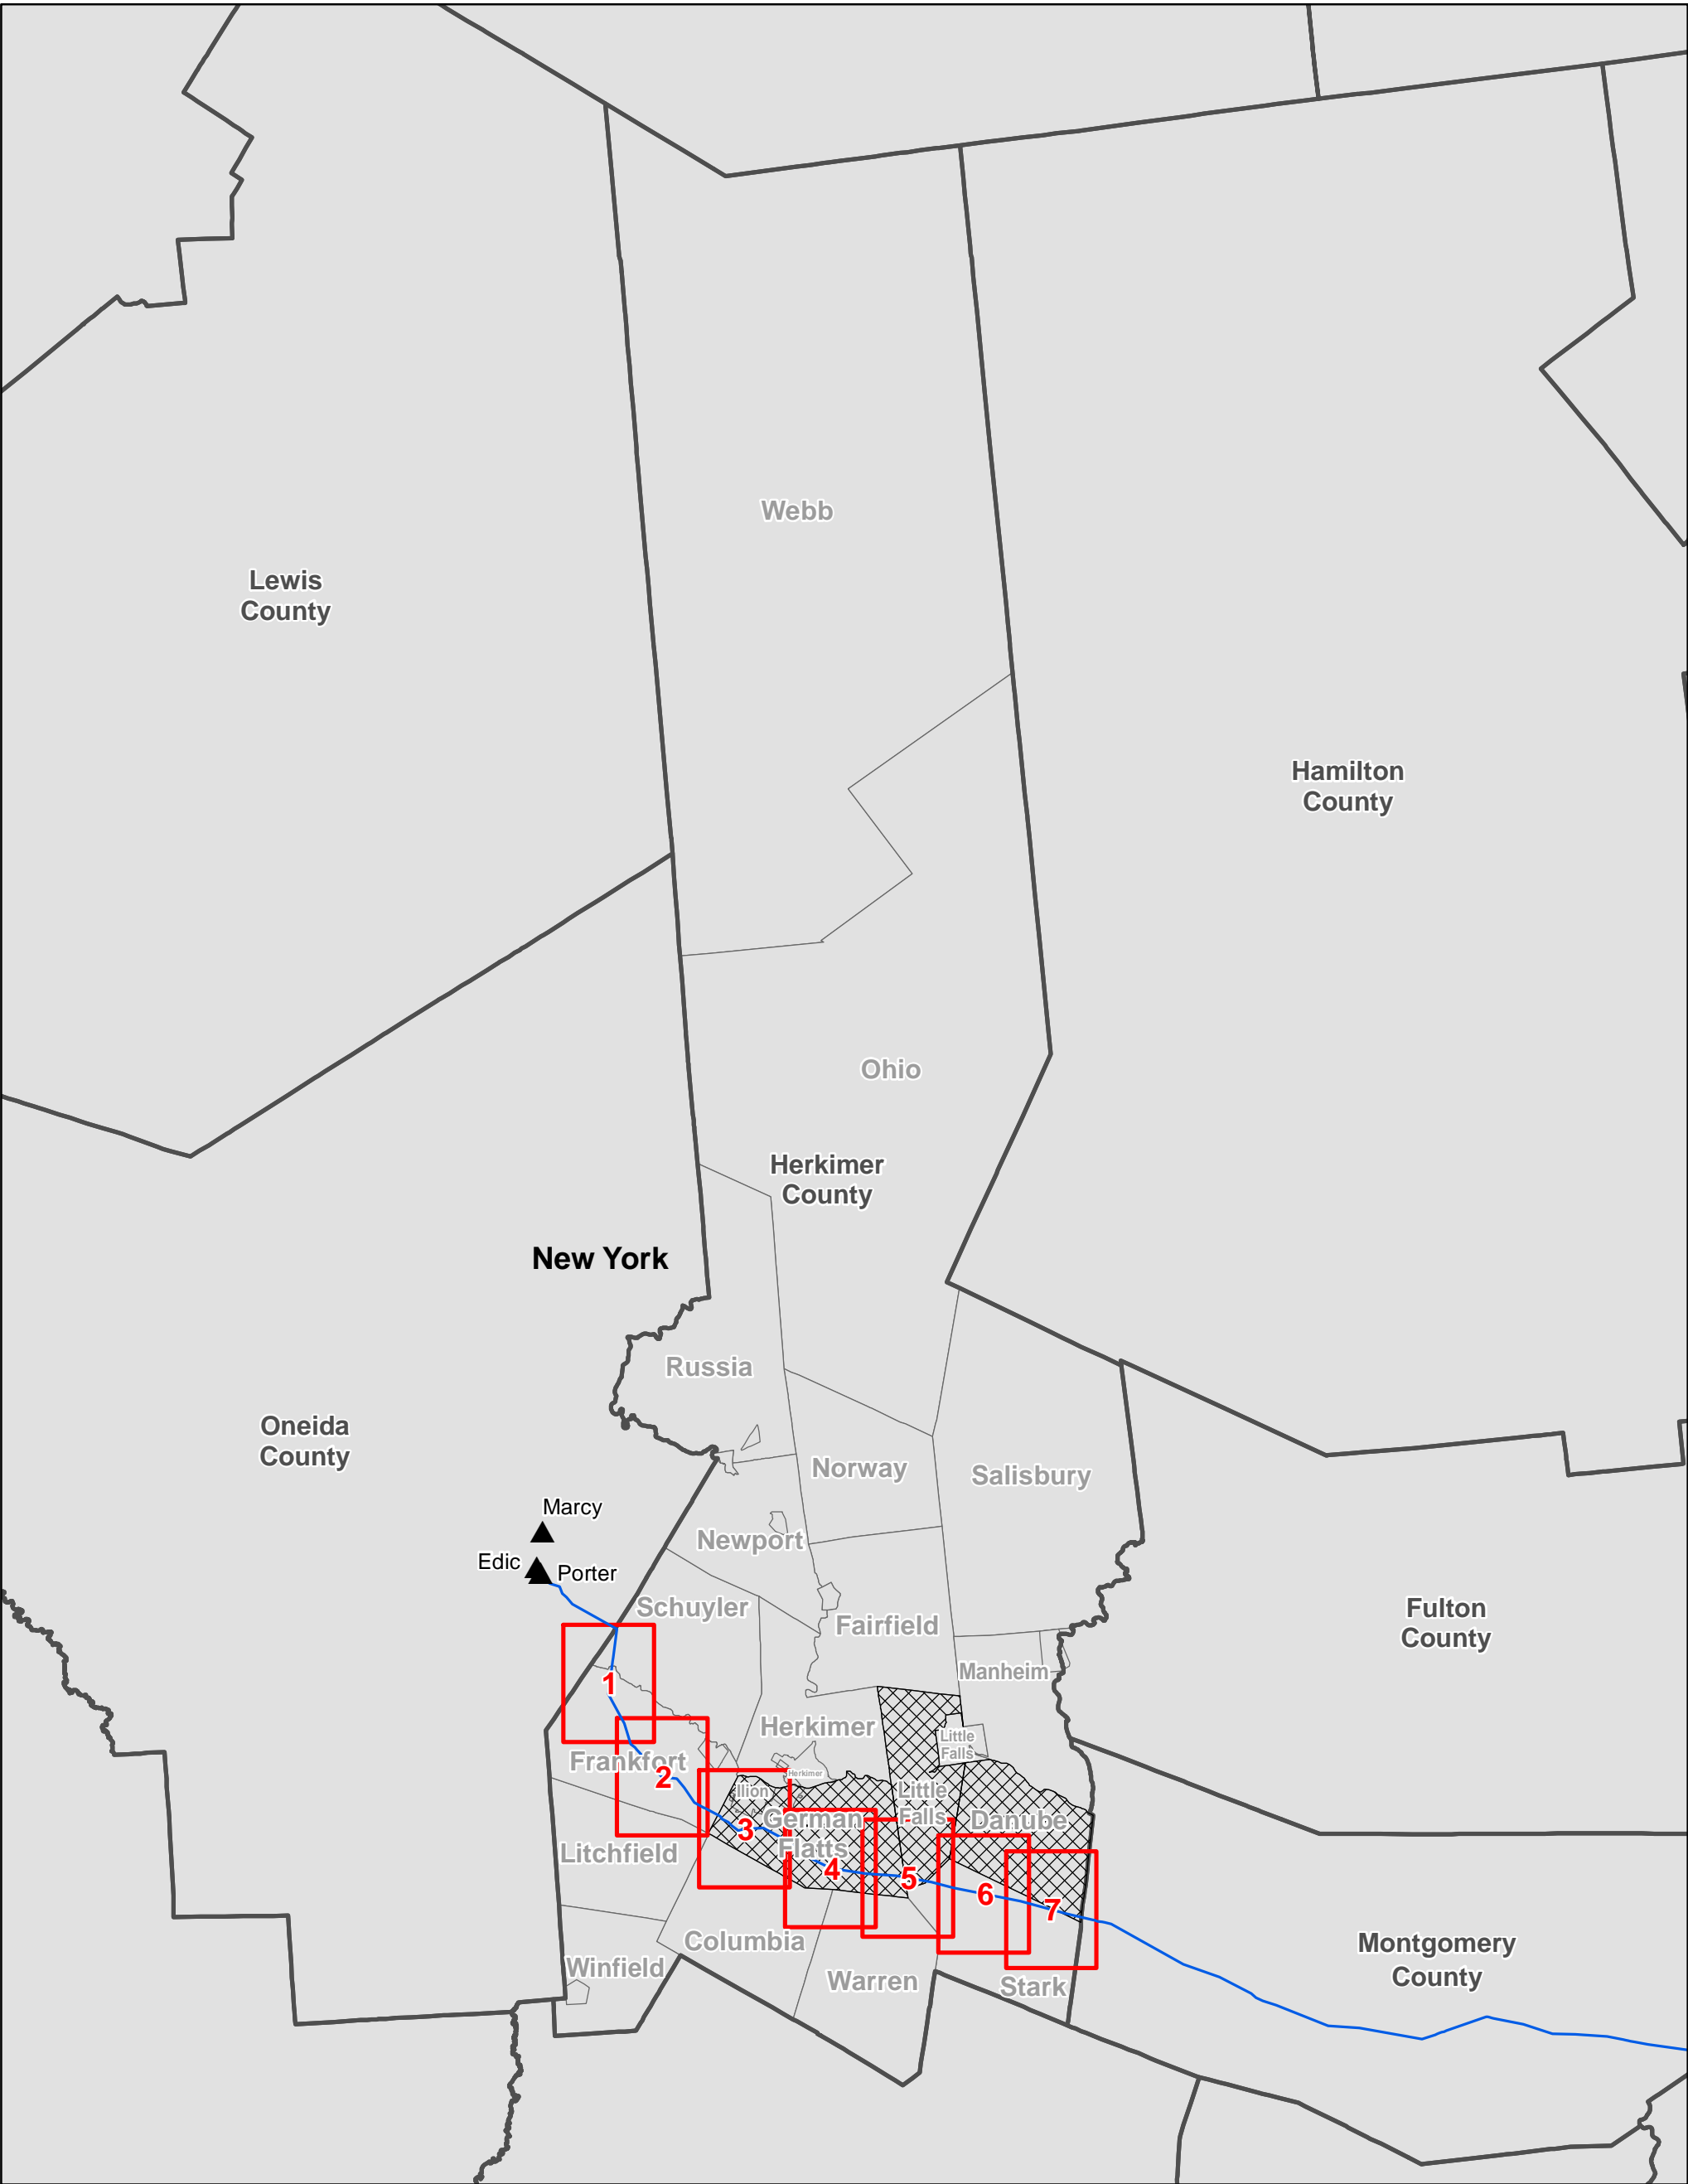 Webb
Lewis
County
Hamilton
County
Ohio
Herkimer
County
New York
Russia
Oneida
County
Norway
Salisbury
Marcy
Newport
Edic
Porter
Schuyler
Fairfield
Fulton
County
Manheim
1
Herkimer
Little
Falls
Frankfort
2
Herkimer
Ilion
Little
Falls
German
Flatts
Danube
3
Litchfield
4
5
6
7
Columbia
Montgomery
County
Winfield
Warren
Stark